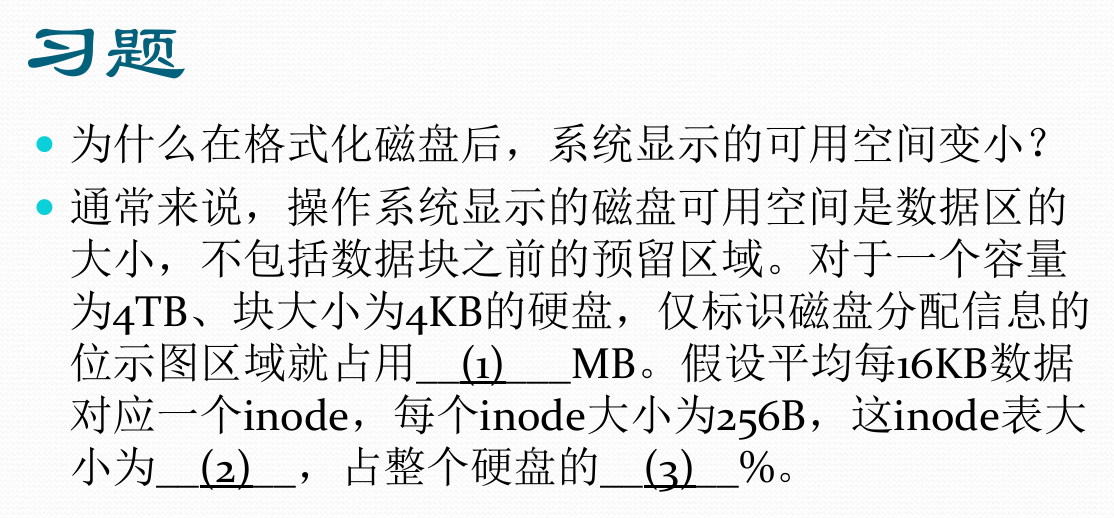 习题
• 为什么在格式化磁盘后，系统显示的可用空间变小？
• 通常来说，操作系统显示的磁盘可用空间是数据区的
大小，不包括数据块之前的预留区域。对于一个容量
为4TB、块大小为4KB的硬盘，仅标识磁盘分配信息的
位示图区域就占用__(1)___MB。假设平均每16KB数据
对应一个inode，每个inode大小为256B，这inode表大
小为__(2)__，占整个硬盘的__(3)__%。